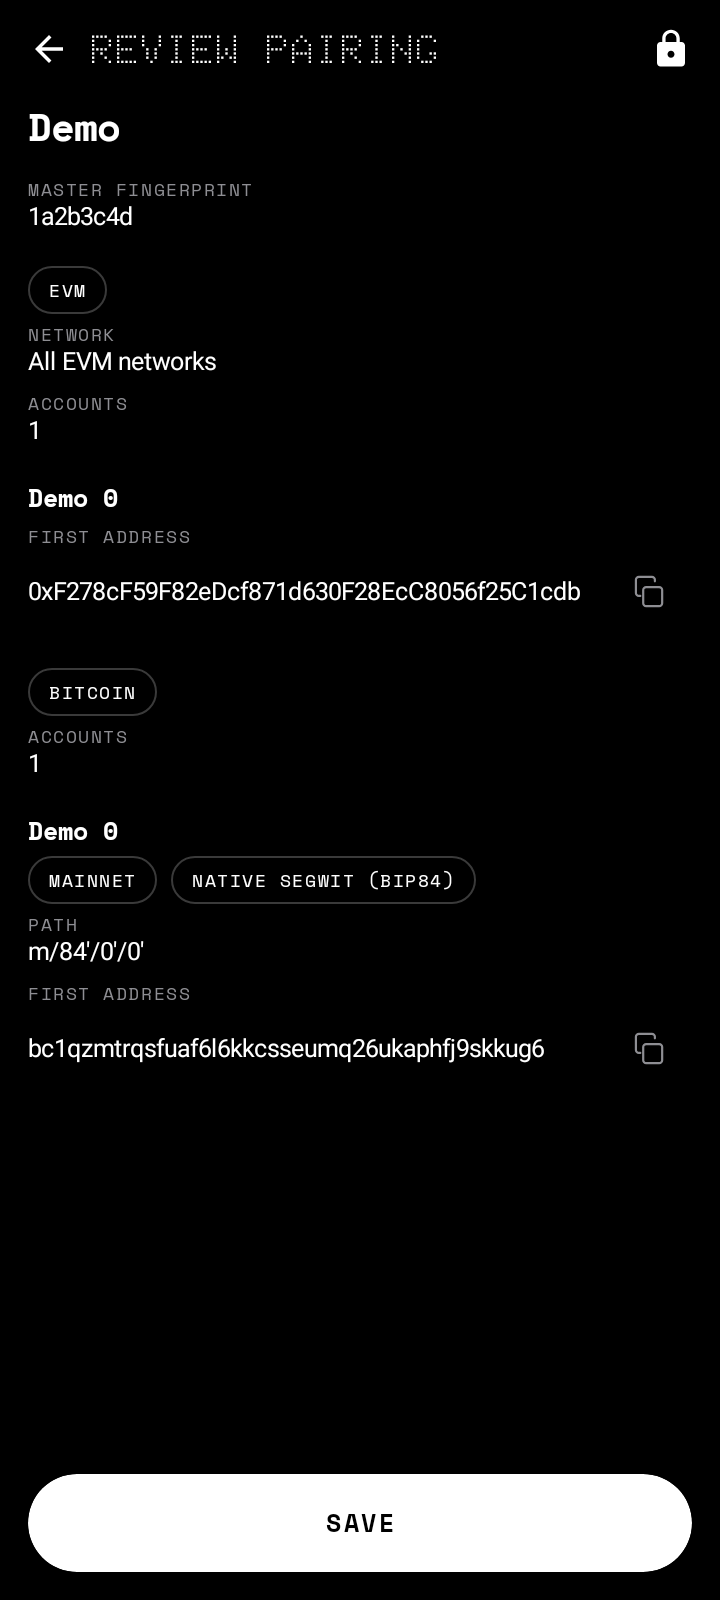 REVIEW PAIRING
Demo
MASTER FINGERPRINT
1a2b3c4d
EVM
NETWORK
All EVM networks
ACCOUNTS
1
Demo 0
FIRST ADDRESS
0xF278cF59F82eDcf871d630F28EcC8056f25C1cdb
BITCOIN
ACCOUNTS
1
Demo 0
MAINNET NATIVE SEGWIT (BIP84)
PATH
m/84'/0'/0'
FIRST ADDRESS
bc1qzmtrqsfuaf6l6kkcsseumq26ukaphfj9skkug6
SAVE